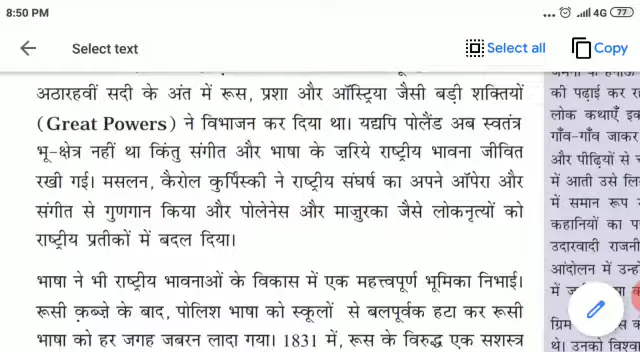 8:50 PM
... 4G 77
Select text
Select all
Copy
अठारहवीं सदी के अंत में रूस, प्रशा और ऑस्ट्रिया जैसी बड़ी शक्तियों
(Great Powers) ने विभाजन कर दिया था। यद्यपि पोलैंड अब स्वतंत्र
भू-क्षेत्र नहीं था किंतु संगीत और भाषा के ज़रिये राष्ट्रीय भावना जीवित
रखी गई। मसलन, कैरोल कुर्पिंस्की ने राष्ट्रीय संघर्ष का अपने ऑपेरा और
संगीत से गुणगान किया और पोलेनेस और माज़ुरका जैसे लोकनृत्यों को
राष्ट्रीय प्रतीकों में बदल दिया।
भाषा ने भी राष्ट्रीय भावनाओं के विकास में एक महत्त्वपूर्ण भूमिका निभाई।
रूसी क़ब्ज़े के बाद, पोलिश भाषा को स्कूलों से बलपूर्वक हटा कर रूसी
भाषा को हर जगह जबरन लादा गया। 1831 में, रूस के विरुद्ध एक सशस्त्र
की पढ़ाई कर
लोक कथाएँ
गाँव-गाँव जाकर
और पीढ़ियों से
में आती उसे
में समान रूप
कहानियों का
उदारवादी
आंदोलन में
में
ग्रिम
थे। उनको